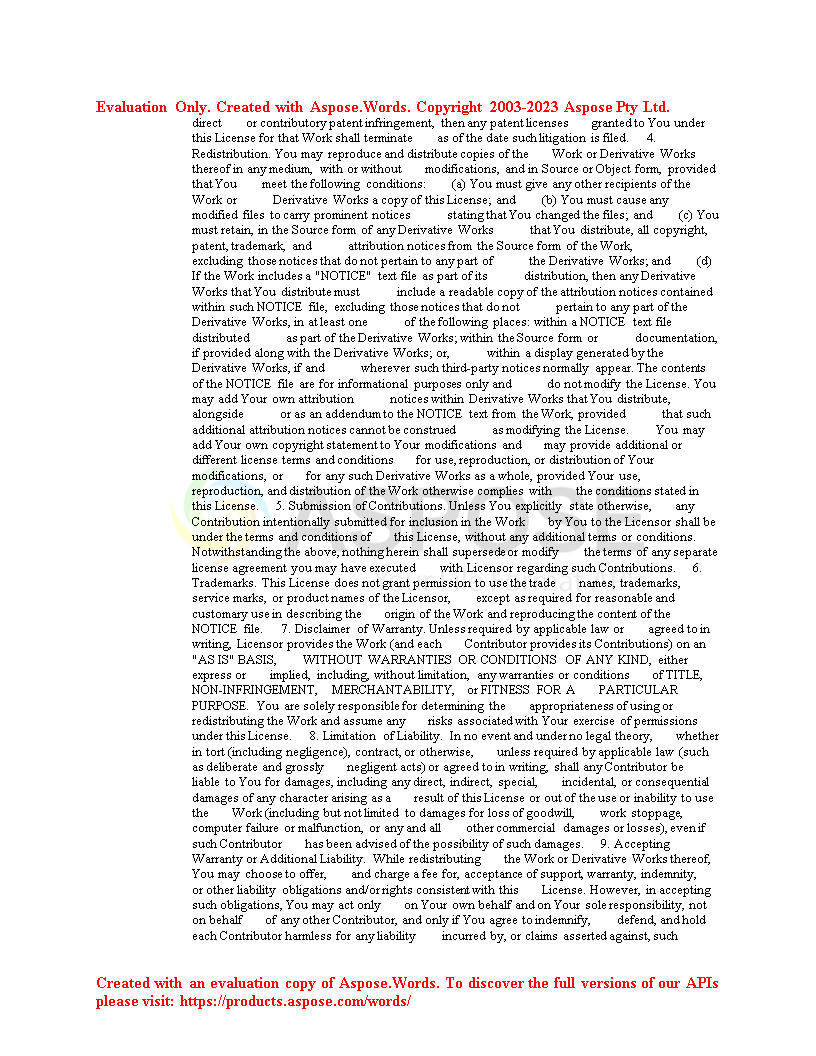 Evaluation Only. Created with Aspose.Words. Copyright 2003-2023 Aspose Pty Ltd.
direct or contributory patent infringement, then any patent licenses granted to You under
this License for that Work shall terminate as of the date such litigation is filed. 4.
Redistribution. You may reproduce and distribute copies of the Work or Derivative Works
thereof in any medium, with or without modifications, and in Source or Object form, provided
that You meet the following conditions: (a) You must give any other recipients of the
Work or Derivative Works a copy of this License; and (b) You must cause any
modified files to carry prominent notices stating that You changed the files; and (c) You
must retain, in the Source form of any Derivative Works that You distribute, all copyright,
patent, trademark, and attribution notices from the Source form of the Work,
excluding those notices that do not pertain to any part of the Derivative Works; and (d)
If the Work includes a "NOTICE" text file as part of its distribution, then any Derivative
Works that You distribute must include a readable copy of the attribution notices contained
within such NOTICE file, excluding those notices that do not pertain to any part of the
Derivative Works, in at least one of the following places: within a NOTICE text file
distributed as part of the Derivative Works; within the Source form or documentation,
if provided along with the Derivative Works; or, within a display generated by the
Derivative Works, if and wherever such third-party notices normally appear. The contents
of the NOTICE file are for informational purposes only and do not modify the License. You
may add Your own attribution notices within Derivative Works that You distribute,
alongside or as an addendum to the NOTICE text from the Work, provided that such
additional attribution notices cannot be construed as modifying the License. You may
add Your own copyright statement to Your modifications and may provide additional or
different license terms and conditions for use, reproduction, or distribution of Your
modifications, or for any such Derivative Works as a whole, provided Your use,
reproduction, and distribution of the Work otherwise complies with the conditions stated in
this License. 5. Submission of Contributions. Unless You explicitly state otherwise, any
Contribution intentionally submitted for inclusion in the Work by You to the Licensor shall be
under the terms and conditions of this License, without any additional terms or conditions.
Notwithstanding the above, nothing herein shall supersede or modify the terms of any separate
license agreement you may have executed with Licensor regarding such Contributions. 6.
Trademarks. This License does not grant permission to use the trade names, trademarks,
service marks, or product names of the Licensor, except as required for reasonable and
customary use in describing the origin of the Work and reproducing the content of the
NOTICE file. 7. Disclaimer of Warranty. Unless required by applicable law or agreed to in
writing, Licensor provides the Work (and each Contributor provides its Contributions) on an
"AS IS" BASIS, WITHOUT WARRANTIES OR CONDITIONS OF ANY KIND, either
express or implied, including, without limitation, any warranties or conditions of TITLE,
NON-INFRINGEMENT, MERCHANTABILITY, or FITNESS FOR A PARTICULAR
PURPOSE. You are solely responsible for determining the appropriateness of using or
redistributing the Work and assume any risks associated with Your exercise of permissions
under this License. 8. Limitation of Liability. In no event and under no legal theory, whether
in tort (including negligence), contract, or otherwise, unless required by applicable law (such
as deliberate and grossly negligent acts) or agreed to in writing, shall any Contributor be
liable to You for damages, including any direct, indirect, special, incidental, or consequential
damages of any character arising as a result of this License or out of the use or inability to use
the Work (including but not limited to damages for loss of goodwill, work stoppage,
computer failure or malfunction, or any and all other commercial damages or losses), even if
such Contributor has been advised of the possibility of such damages. 9. Accepting
Warranty or Additional Liability. While redistributing the Work or Derivative Works thereof,
You may choose to offer, and charge a fee for, acceptance of support, warranty, indemnity,
or other liability obligations and/or rights consistent with this License. However, in accepting
such obligations, You may act only on Your own behalf and on Your sole responsibility, not
on behalf of any other Contributor, and only if You agree to indemnify, defend, and hold
each Contributor harmless for any liability incurred by, or claims asserted against, such
ASPOSE
Created with an evaluation copy of Aspose.Words. To discover the full versions of our APIs
please visit: https://products.aspose.com/words/